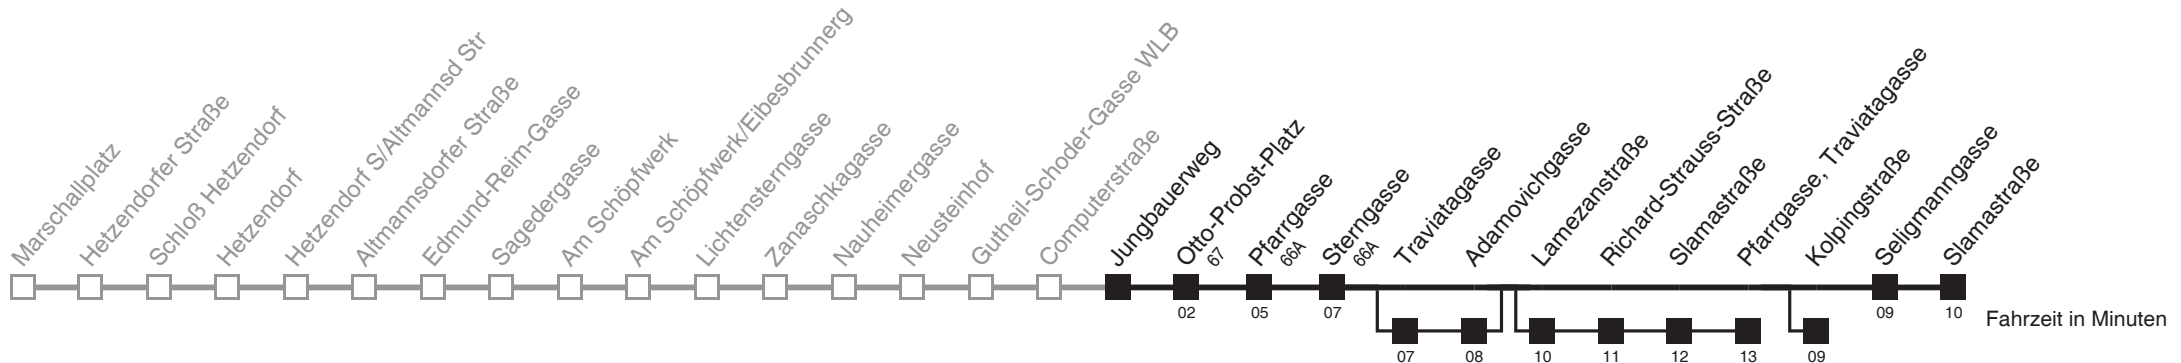 Marschallplatz
Hetzendorfer Straße
Schloß Hetzendorf
Hetzendorf
Hetzendorf S/Altmannsd Str
Altmannsdorfer Straße
Edmund-Reim-Gasse
Sagedergasse
Am Schöpfwerk
Am Schöpfwerk/Eibesbrunnerg
Lichtensterngasse
Zanaschkagasse
Nauheimergasse
Neusteinhof
Gutheil-Schoder-Gasse WLB
Computerstraße
Jungbauerweg
Otto-Probst-Platz
67
Pfarrgasse
66A
Sterngasse
66A
Traviatagasse
Adamovichgasse
Lamezanstraße
Richard-Strauss-Straße
Slamastraße
Pfarrgasse, Traviatagasse
Kolpingstraße
Seligmanngasse
Slamastraße
02 05 07 09 10
Fahrzeit in Minuten
07 08 10 11 12 13 09